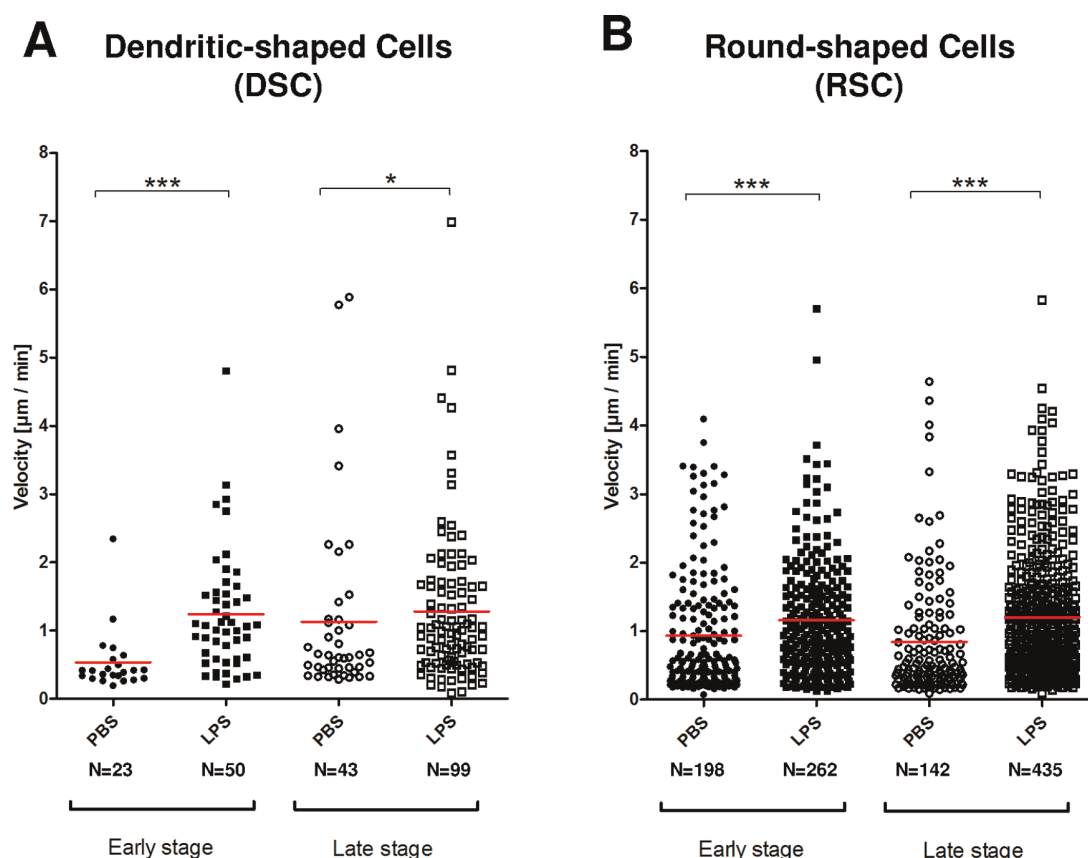 A
Dendritic-shaped Cells
(DSC)
8
7
6
5
4
3
2
1
0
Velocity [µm / min]
***
*
PBS
LPS
PBS
LPS
N=23
N=50
N=43
N=99
Early stage
Late stage
B
Round-shaped Cells
(RSC)
8
7
6
5
4
3
2
1
0
Velocity [µm / min]
***
***
PBS
LPS
PBS
LPS
N=198
N=262
N=142
N=435
Early stage
Late stage